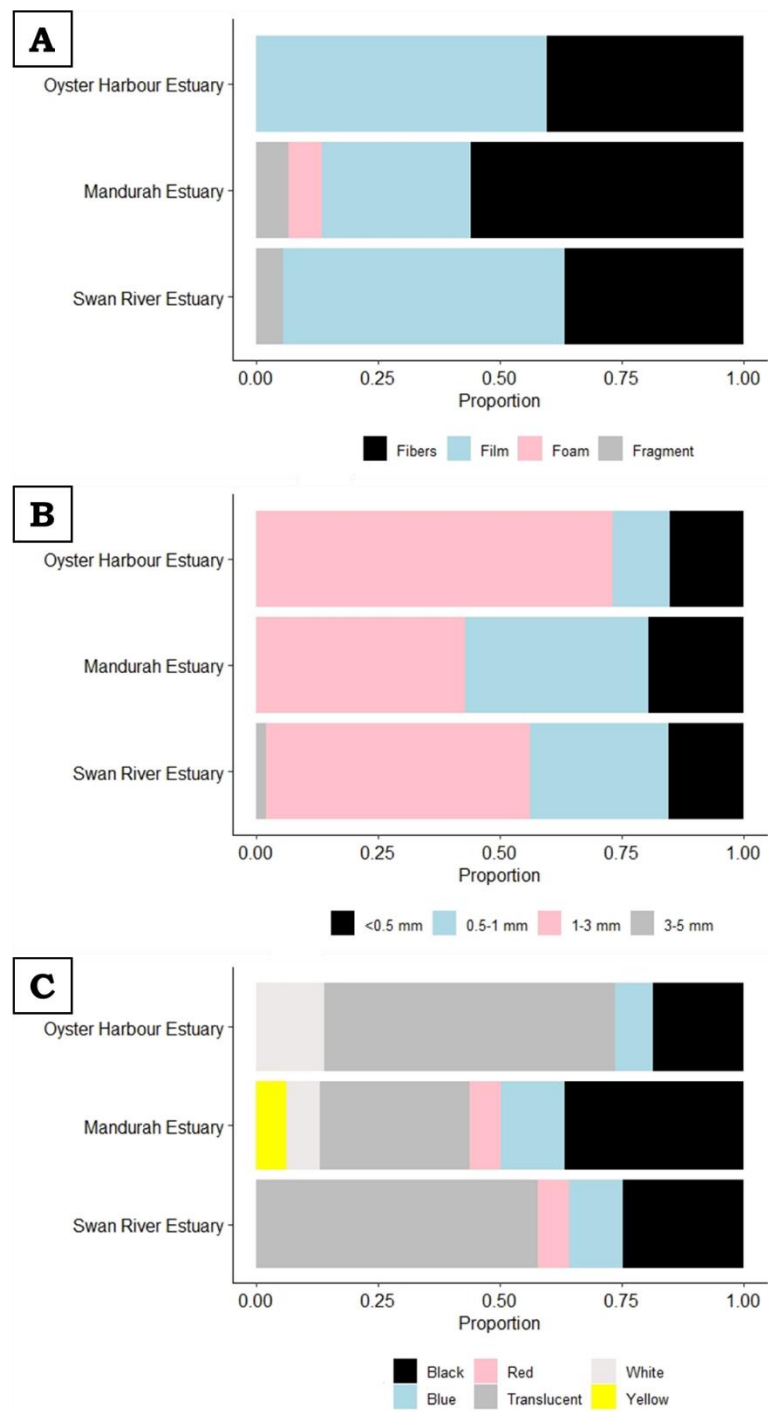 A
Oyster Harbour Estuary
Mandurah Estuary
Swan River Estuary
0.00 0.25 0.50 0.75 1.00
Proportion
Fibers Film Foam Fragment
B
Oyster Harbour Estuary
Mandurah Estuary
Swan River Estuary
0.00 0.25 0.50 0.75 1.00
Proportion
<0.5 mm 0.5-1 mm 1-3 mm 3-5 mm
C
Oyster Harbour Estuary
Mandurah Estuary
Swan River Estuary
0.00 0.25 0.50 0.75 1.00
Proportion
Black Red White
Blue Translucent Yellow